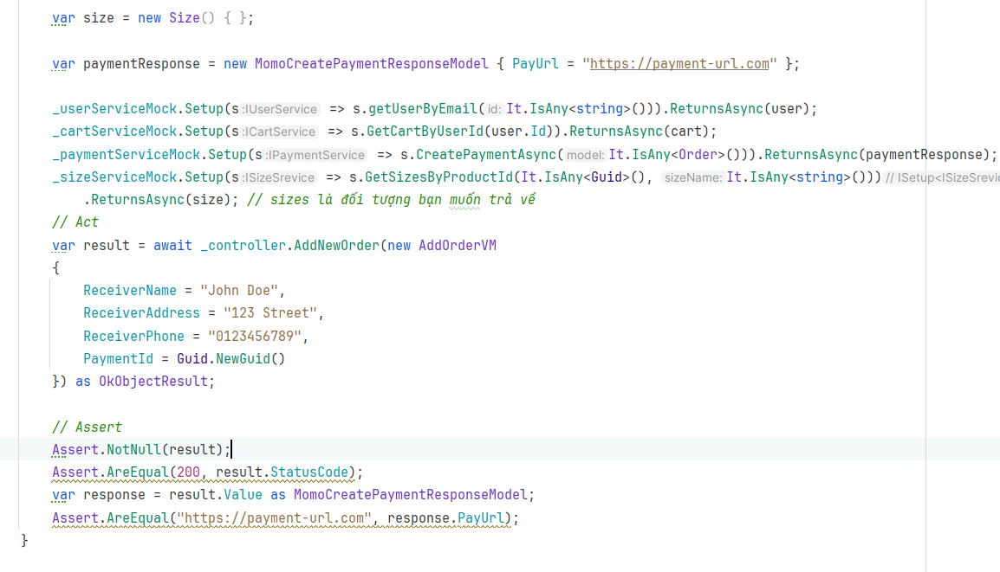 var size = new Size() { };
var paymentResponse = new MomoCreatePaymentResponseModel { PayUrl = "https://payment-url.com" };
_userServiceMock.Setup(s :IUserService => s.getUserByEmail( id: It.IsAny<string>())).ReturnsAsync(user);
_cartServiceMock.Setup(s :ICartService => s.GetCartByUserId(user.Id)).ReturnsAsync(cart);
_paymentServiceMock.Setup(s :IPaymentService => s.CreatePaymentAsync( model: It.IsAny<Order>())).ReturnsAsync(paymentResponse);
_sizeServiceMock.Setup(s :ISizeSrevice => s.GetSizesByProductId(It.IsAny<Guid>(), sizeName: It.IsAny<string>())) // ISetup<ISizeSrevic
.ReturnsAsync(size); // sizes là đối tượng bạn muốn trả về
// Act
var result = await _controller.AddNewOrder(new AddOrderVM
{
ReceiverName = "John Doe",
ReceiverAddress = "123 Street",
ReceiverPhone = "0123456789",
PaymentId = Guid.NewGuid()
}) as OkObjectResult;
// Assert
Assert.NotNull(result);
Assert.AreEqual(200, result.StatusCode);
var response = result.Value as MomoCreatePaymentResponseModel;
Assert.AreEqual("https://payment-url.com", response.PayUrl);
}